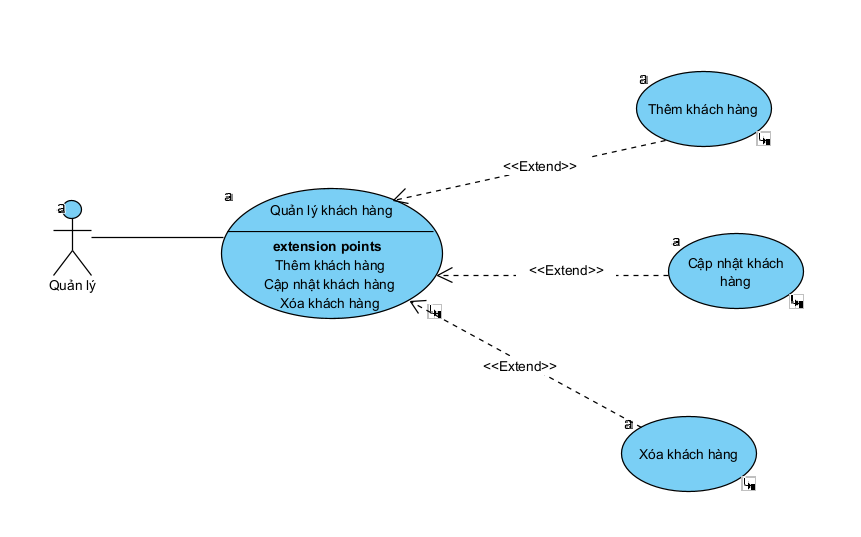 a
Thêm khách hàng
<<Extend>>
a
Quản lý khách hàng
extension points
Thêm khách hàng
Cập nhật khách hàng
Xóa khách hàng
a
Quản lý
<<Extend>>
a
Cập nhật khách
hàng
<<Extend>>
a
Xóa khách hàng